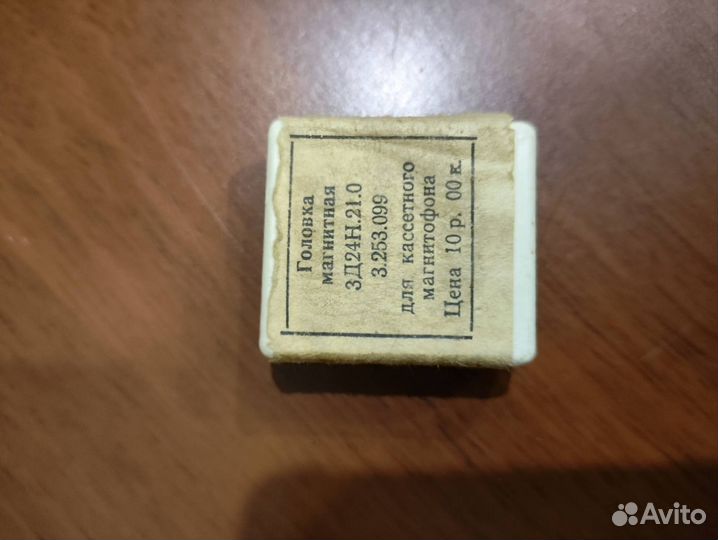 Головка
магнитная
3Д24Н.21.0
3.253.099
для кассетного
магнитофона
Цена 10 р. 00 к.
Avito